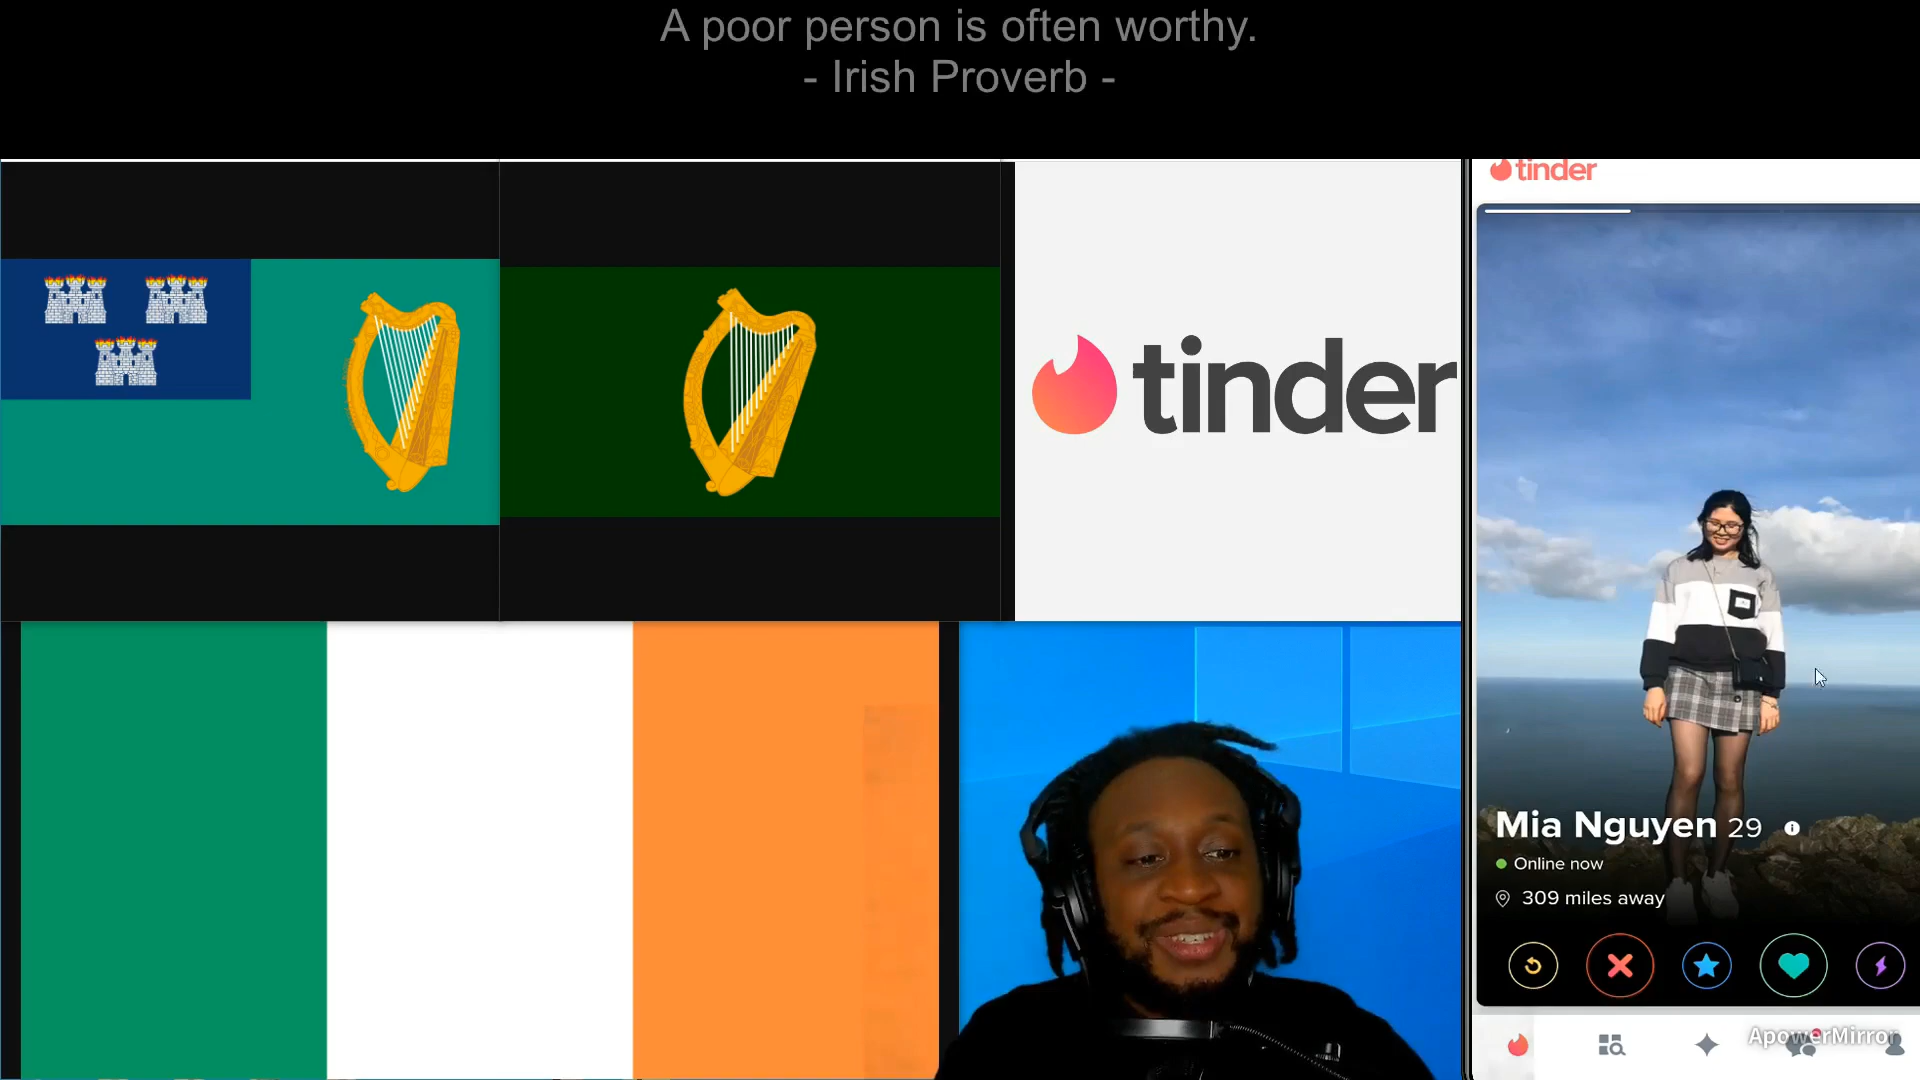 A poor person is often worthy.
- Irish Proverb -
tinder
tinder
Mia Nguyen 29
Online now
309 miles away
ApowerMirror